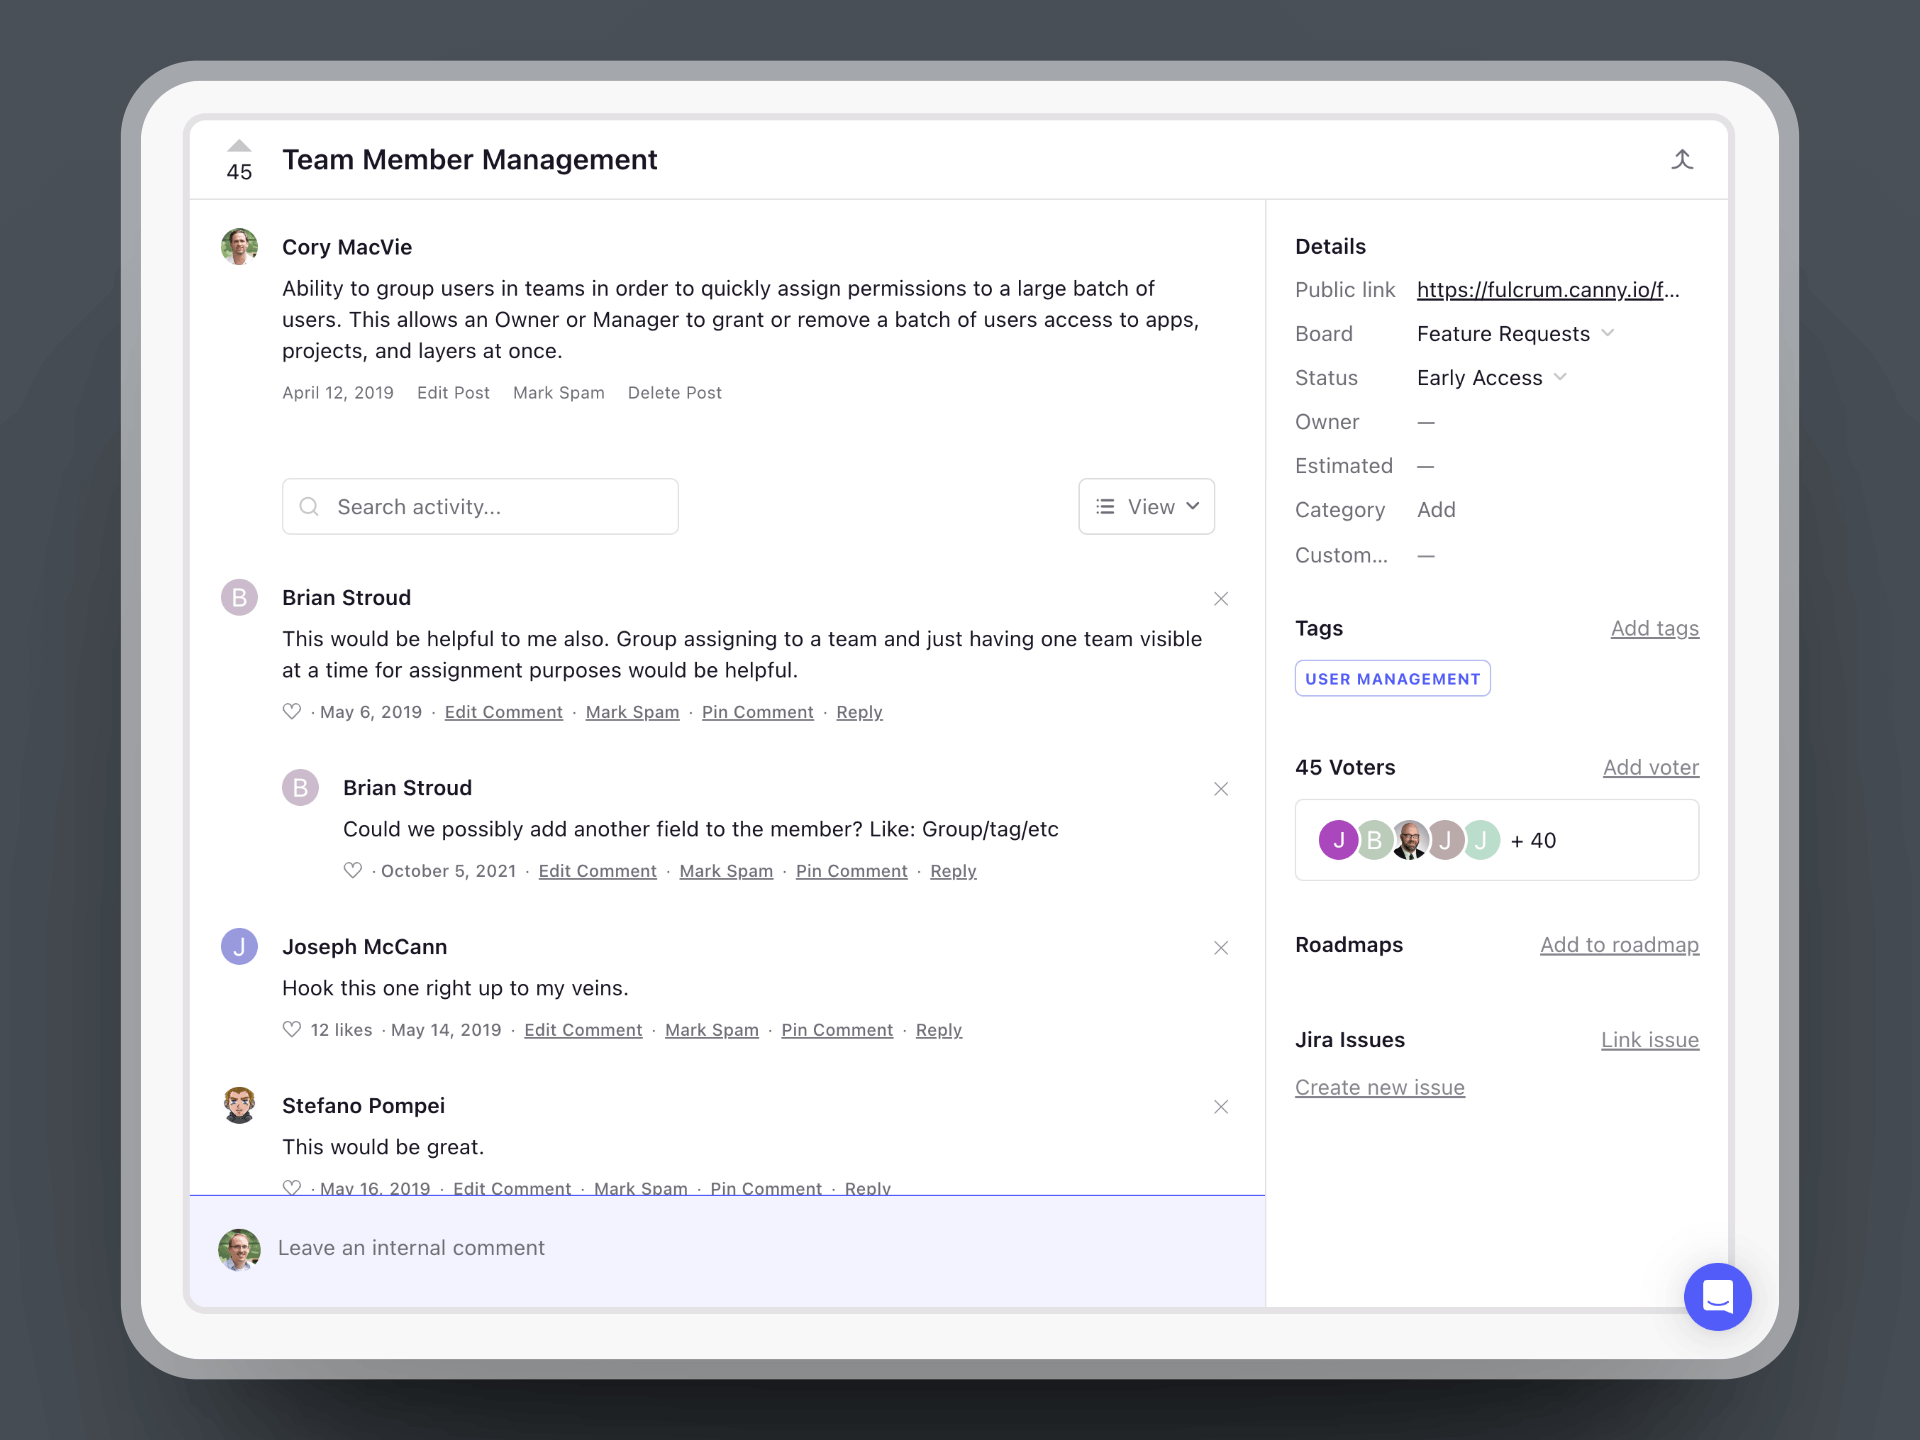 45
Team Member Management
Cory MacVie
Ability to group users in teams in order to quickly assign permissions to a large batch of
users. This allows an Owner or Manager to grant or remove a batch of users access to apps,
projects, and layers at once.
April 12, 2019 Edit Post Mark Spam Delete Post
Search activity...
View
B
Brian Stroud
This would be helpful to me also. Group assigning to a team and just having one team visible
at a time for assignment purposes would be helpful.
· May 6, 2019 · Edit Comment · Mark Spam · Pin Comment · Reply
B
Brian Stroud
Could we possibly add another field to the member? Like: Group/tag/etc
· October 5, 2021 · Edit Comment · Mark Spam · Pin Comment · Reply
J
Joseph McCann
Hook this one right up to my veins.
12 likes · May 14, 2019 · Edit Comment · Mark Spam · Pin Comment · Reply
Stefano Pompei
This would be great.
· May 16, 2019 · Edit Comment · Mark Spam · Pin Comment · Reply
Leave an internal comment
Details
Public link https://fulcrum.canny.io/f...
Board Feature Requests
Status Early Access
Owner —
Estimated —
Category Add
Custom... —
Tags Add tags
USER MANAGEMENT
45 Voters Add voter
J B J J + 40
Roadmaps Add to roadmap
Jira Issues Link issue
Create new issue